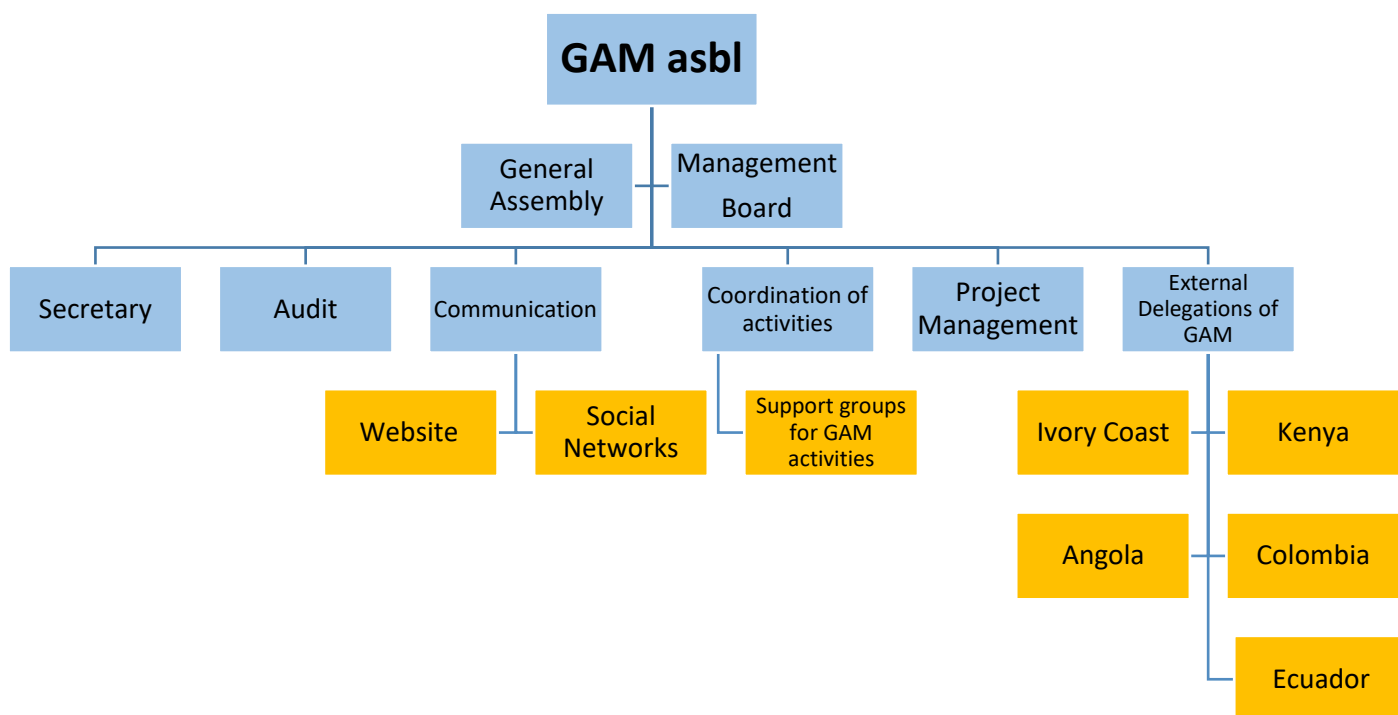 GAM asbl
General
Assembly
Management
Board
Secretary
Audit
Communication
Coordination of
activities
Project
Management
External
Delegations of
GAM
Website
Social
Networks
Support groups
for GAM
activities
Ivory Coast
Kenya
Angola
Colombia
Ecuador